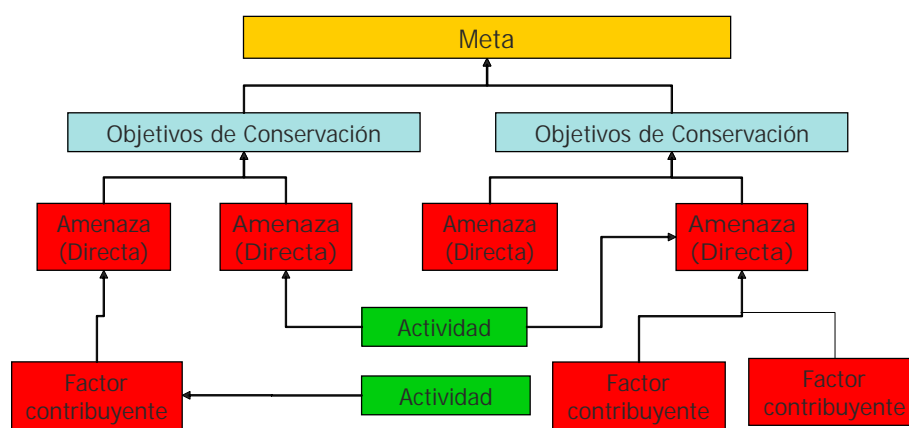 Meta
Objetivos de Conservación
Objetivos de Conservación
Amenaza
(Directa)
Amenaza
(Directa)
Amenaza
(Directa)
Amenaza
(Directa)
Actividad
Factor
contribuyente
Actividad
Factor
contribuyente
Factor
contribuyente